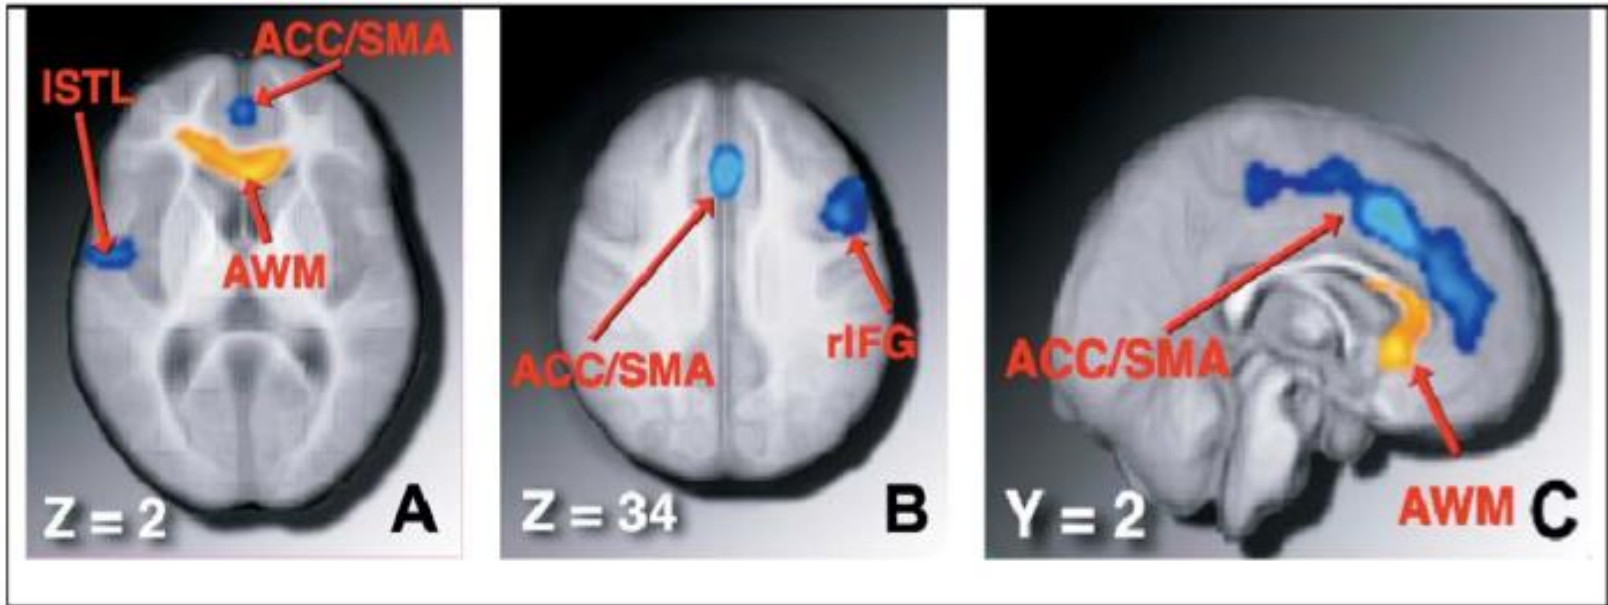 ACC/SMA
lSTL
AWM
Z = 2
A
ACC/SMA
rIFG
Z = 34
B
ACC/SMA
AWM
Y = 2
C